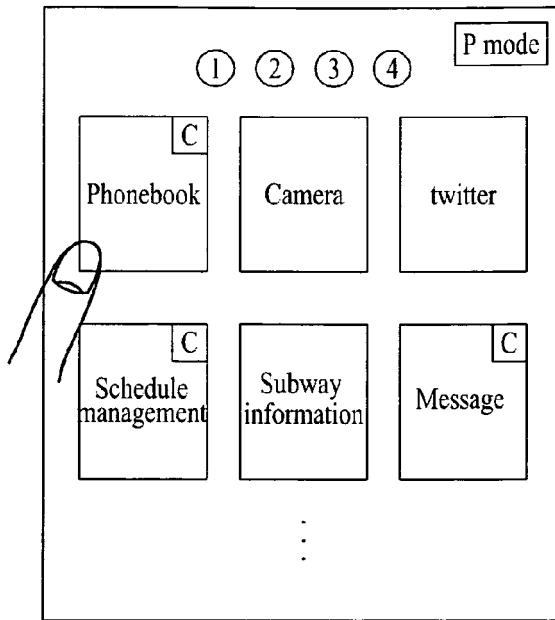 P mode
1 2 3 4
C
Phonebook Camera twitter
C C
Schedule management Subway information Message